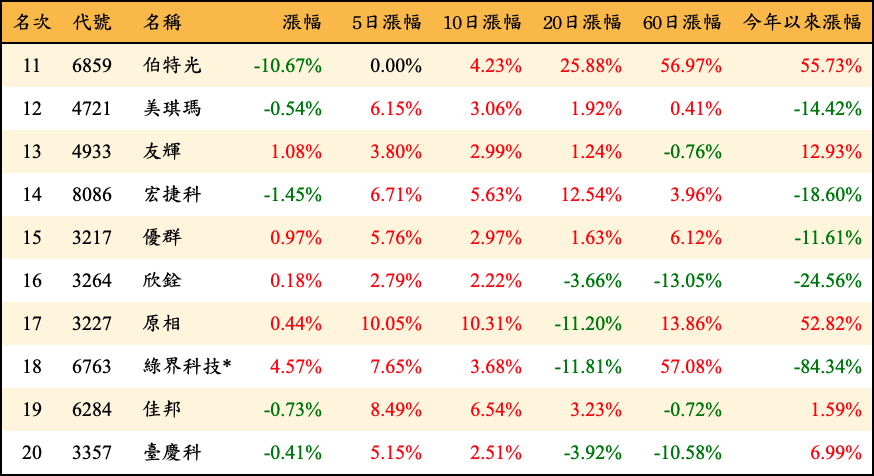 名次 代號 名稱 漲幅 5日漲幅 10日漲幅 20日漲幅 60日漲幅 今年以來漲幅
11 6859 伯特光 -10.67% 0.00% 4.23% 25.88% 56.97% 55.73%
12 4721 美琪瑪 -0.54% 6.15% 3.06% 1.92% 0.41% -14.42%
13 4933 友輝 1.08% 3.80% 2.99% 1.24% -0.76% 12.93%
14 8086 宏捷科 -1.45% 6.71% 5.63% 12.54% 3.96% -18.60%
15 3217 優群 0.97% 5.76% 2.97% 1.63% 6.12% -11.61%
16 3264 欣銓 0.18% 2.79% 2.22% -3.66% -13.05% -24.56%
17 3227 原相 0.44% 10.05% 10.31% -11.20% 13.86% 52.82%
18 6763 綠界科技* 4.57% 7.65% 3.68% -11.81% 57.08% -84.34%
19 6284 佳邦 -0.73% 8.49% 6.54% 3.23% -0.72% 1.59%
20 3357 臺慶科 -0.41% 5.15% 2.51% -3.92% -10.58% 6.99%